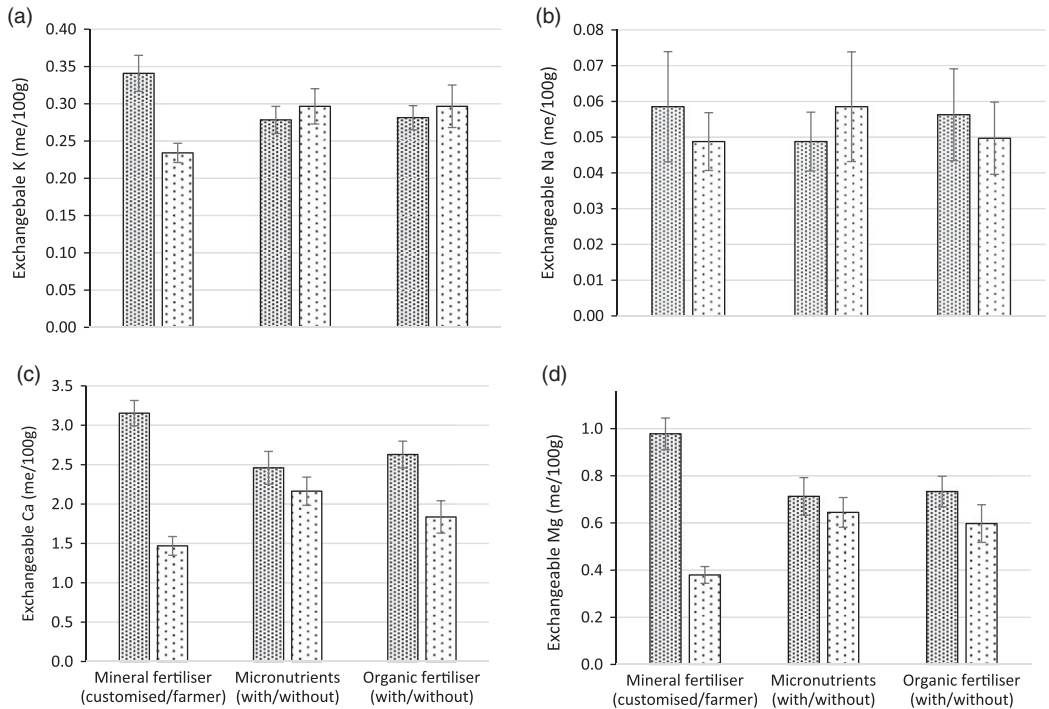 (a)
0.40
0.35
0.30
0.25
0.20
0.15
0.10
0.05
0.00
Exchangebale K (me/100g)
(b)
0.08
0.07
0.06
0.05
0.04
0.03
0.02
0.01
0.00
Exchangeable Na (me/100g)
(c)
3.5
3.0
2.5
2.0
1.5
1.0
0.5
0.0
Exchangeable Ca (me/100g)
Mineral fertiliser
(customised/farmer)
Micronutrients
(with/without)
Organic fertiliser
(with/without)
(d)
1.0
0.8
0.6
0.4
0.2
0.0
Exchangeable Mg (me/100g)
Mineral fertiliser
(customised/farmer)
Micronutrients
(with/without)
Organic fertiliser
(with/without)